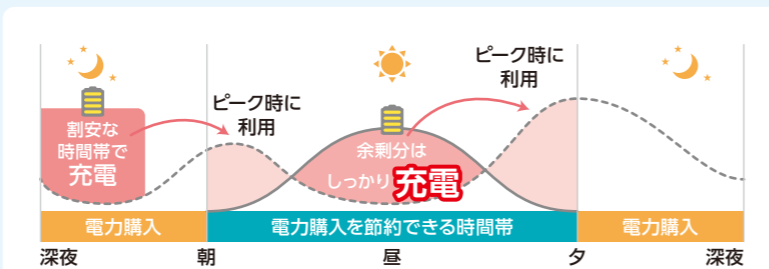 ピーク時に
利用
ピーク時に
利用
割安な
時間帯で
充電
余剰分は
しっかり充電
電力購入
電力購入を節約できる時間帯
電力購入
深夜
朝
昼
夕
深夜